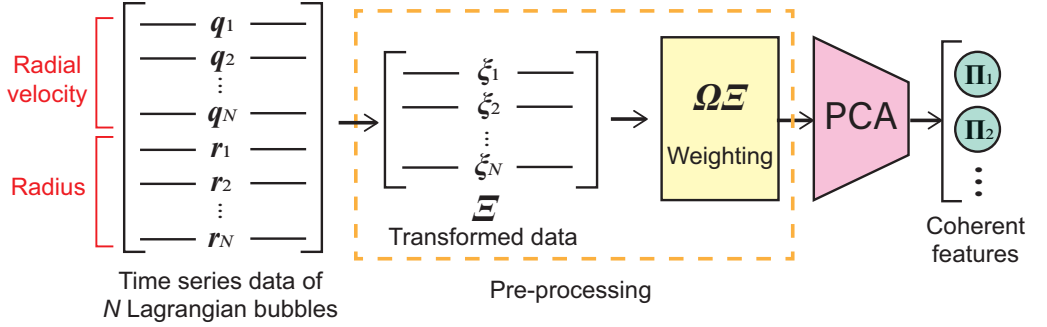 Radial
velocity
Radius
q1
q2
...
qN
r1
r2
...
rN
Time series data of
N Lagrangian bubbles
ξ1
ξ2
...
ξN
Ξ
Transformed data
ΩΞ
Weighting
Pre-processing
PCA
Π1
Π2
...
Coherent
features